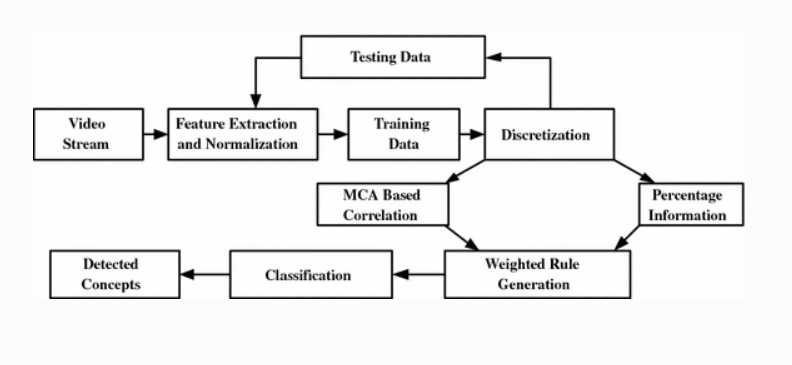 Testing Data
Video
Stream
Feature Extraction
and Normalization
Training
Data
Discretization
MCA Based
Correlation
Percentage
Information
Detected
Concepts
Classification
Weighted Rule
Generation